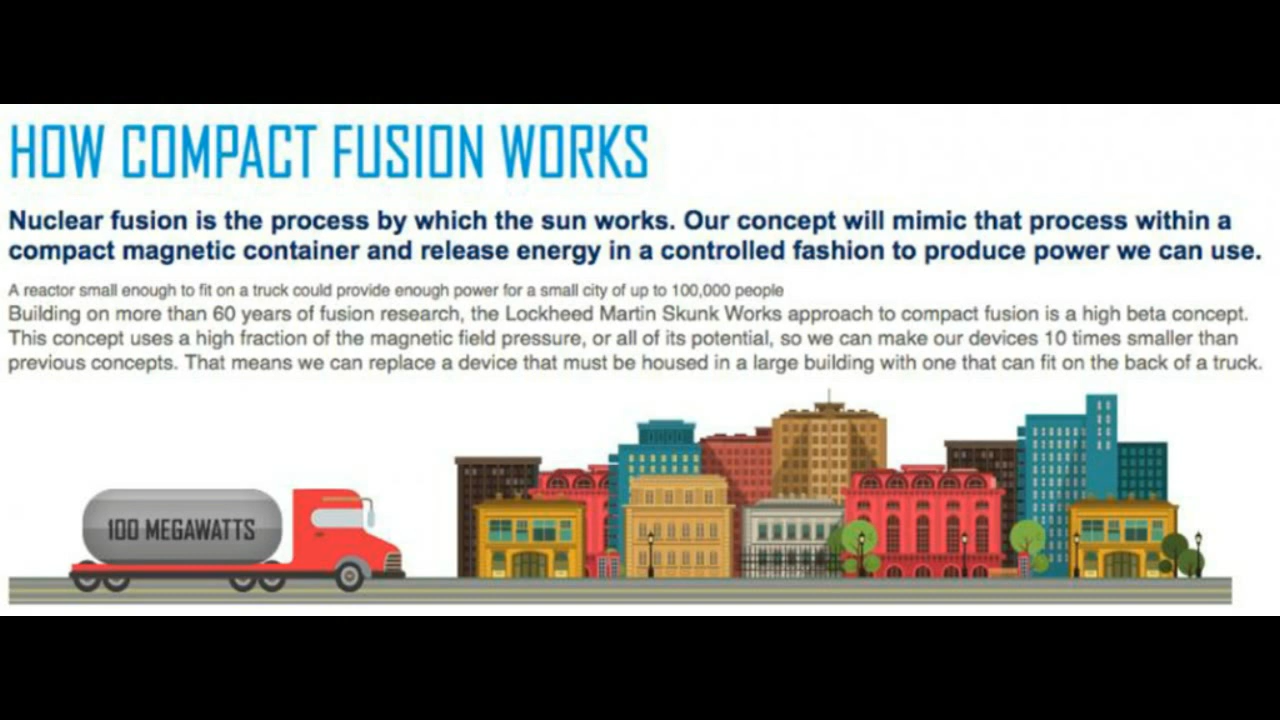 HOW COMPACT FUSION WORKS
Nuclear fusion is the process by which the sun works. Our concept will mimic that process within a
compact magnetic container and release energy in a controlled fashion to produce power we can use.
A reactor small enough to fit on a truck could provide enough power for a small city of up to 100,000 people
Building on more than 60 years of fusion research, the Lockheed Martin Skunk Works approach to compact fusion is a high beta concept.
This concept uses a high fraction of the magnetic field pressure, or all of its potential, so we can make our devices 10 times smaller than
previous concepts. That means we can replace a device that must be housed in a large building with one that can fit on the back of a truck.
100 MEGAWATTS